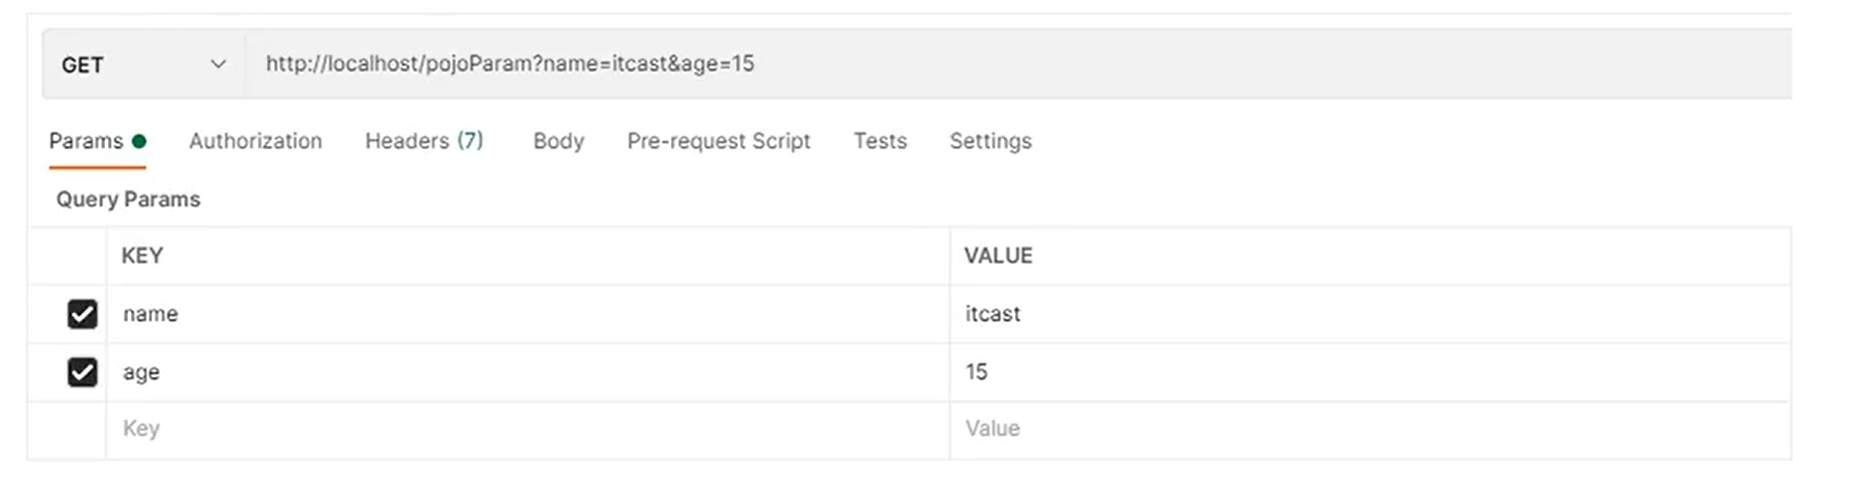 GET http://localhost/pojoParam?name=itcast&age=15
Params Authorization Headers (7) Body Pre-request Script Tests Settings
Query Params
KEY VALUE
name itcast
age 15
Key Value